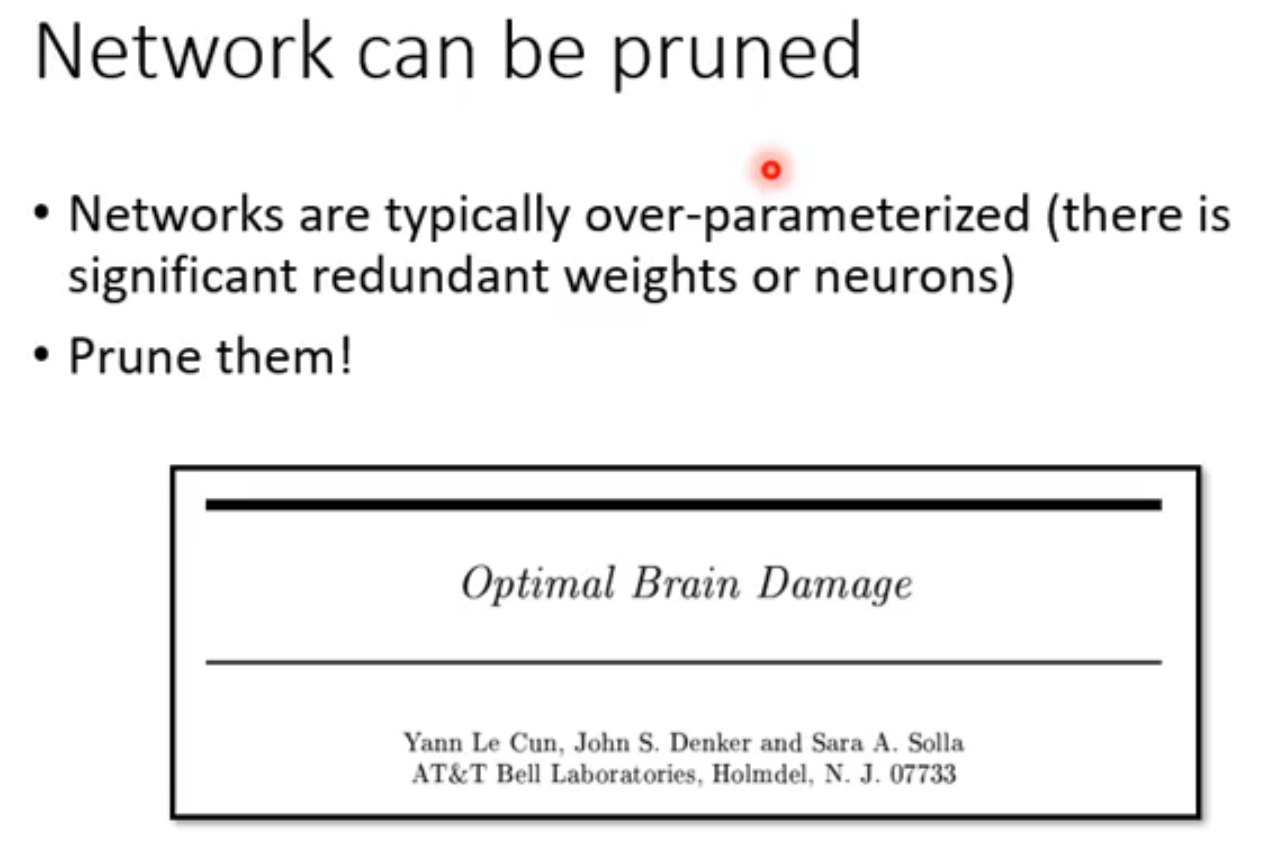 Network can be pruned
• Networks are typically over-parameterized (there is
significant redundant weights or neurons)
• Prune them!
Optimal Brain Damage
Yann Le Cun, John S. Denker and Sara A. Solla
AT&T Bell Laboratories, Holmdel, N. J. 07733